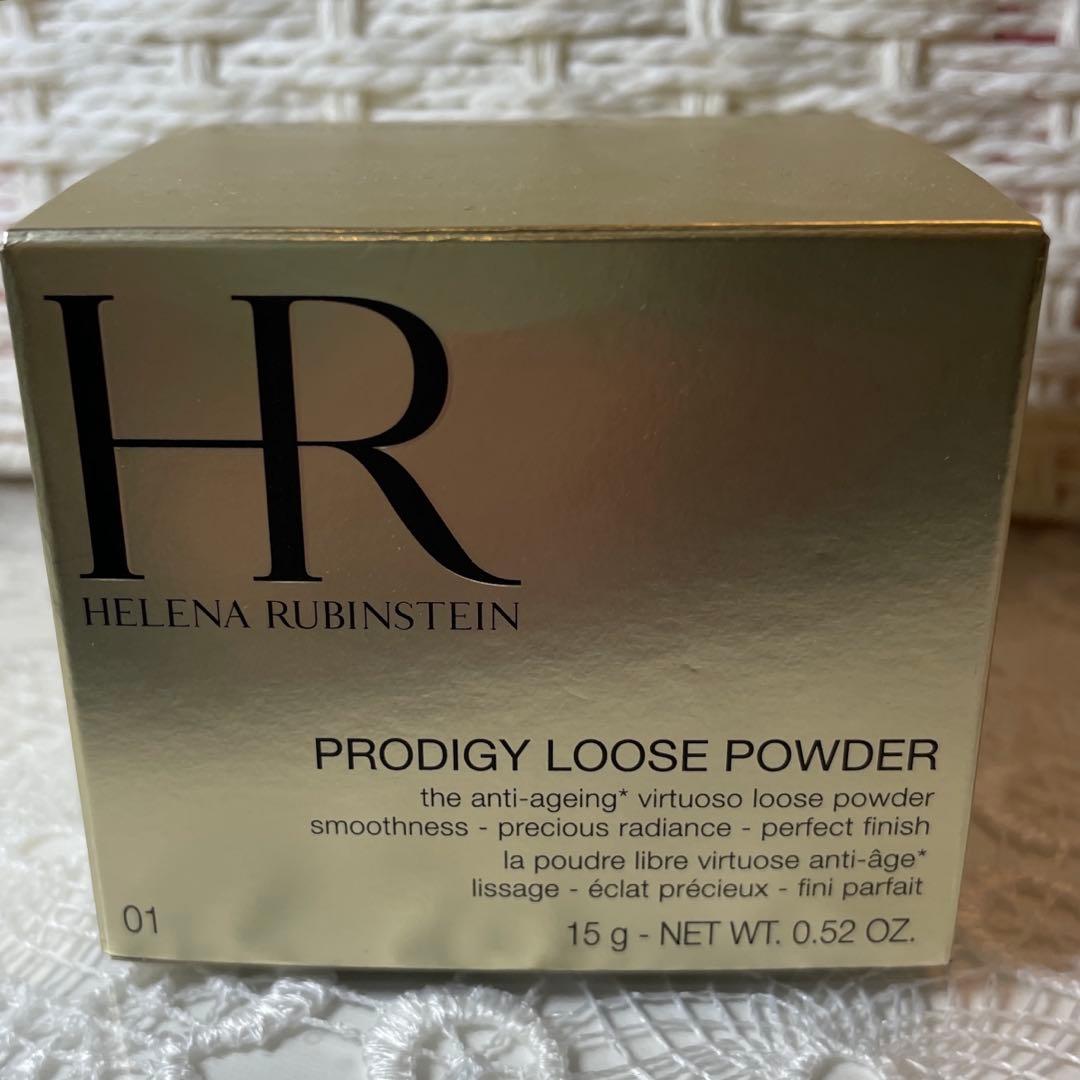 HR
HELENA RUBINSTEIN
PRODIGY LOOSE POWDER
the anti-ageing* virtuoso loose powder
smoothness - precious radiance - perfect finish
la poudre libre virtuose anti-âge*
lissage - éclat précieux - fini parfait
01
15 g - NET WT. 0.52 OZ.